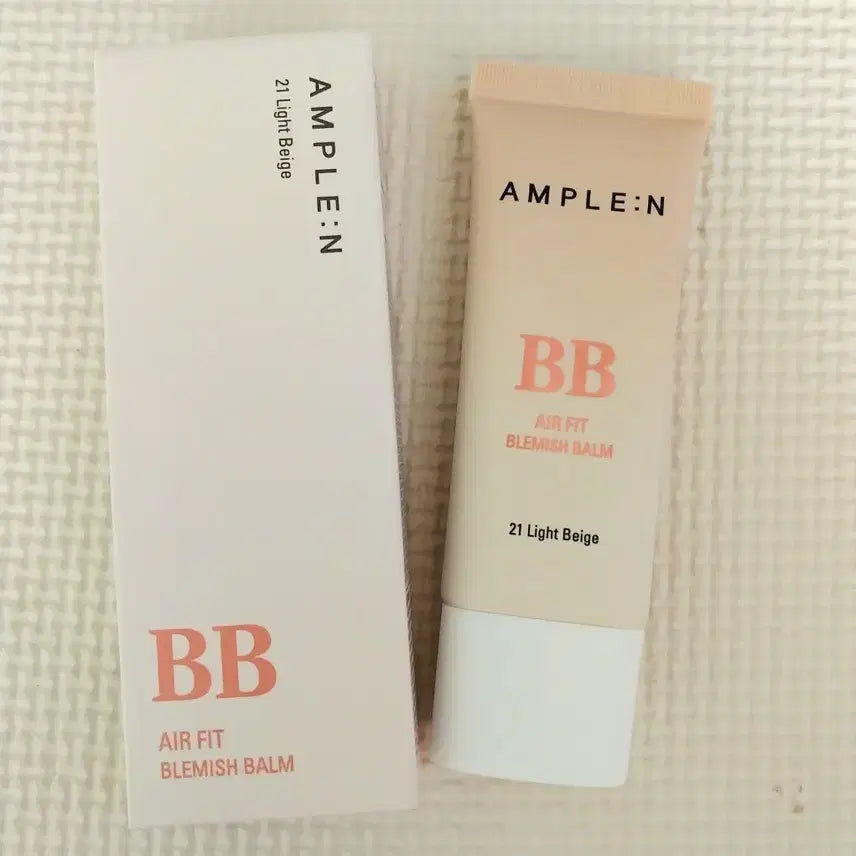 AMPLE:N
21 Light Beige
BB
AIR FIT
BLEMISH BALM
AMPLE:N
BB
AIR FIT
BLEMISH BALM
21 Light Beige